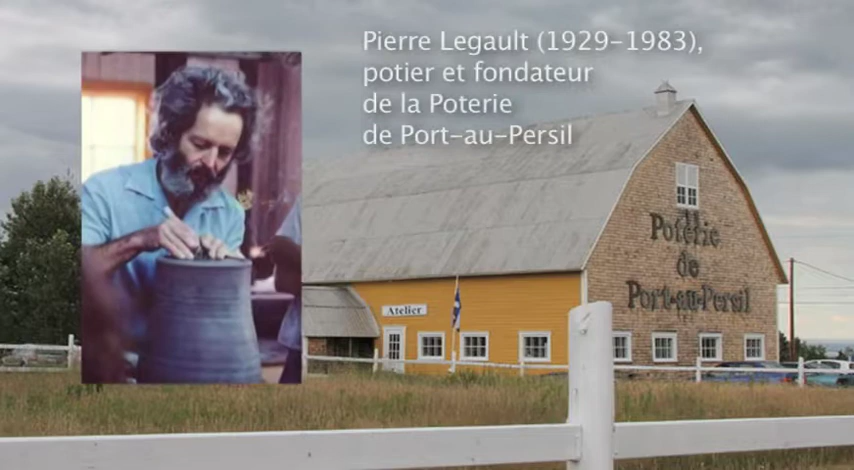 Pierre Legault (1929-1983),
potier et fondateur
de la Poterie
de Port-au-Persil
Poterie
de
Port-au-Persil
Atelier